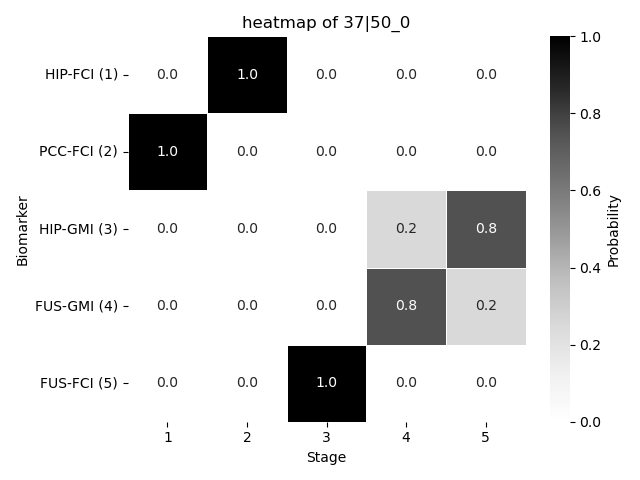 heatmap of 37|50_0
HIP-FCI (1) 0.0 1.0 0.0 0.0 0.0
PCC-FCI (2) 1.0 0.0 0.0 0.0 0.0
HIP-GMI (3) 0.0 0.0 0.0 0.2 0.8
FUS-GMI (4) 0.0 0.0 0.0 0.8 0.2
FUS-FCI (5) 0.0 0.0 1.0 0.0 0.0
1 2 3 4 5
Stage
Biomarker
1.0
0.8
0.6
0.4
0.2
0.0
Probability